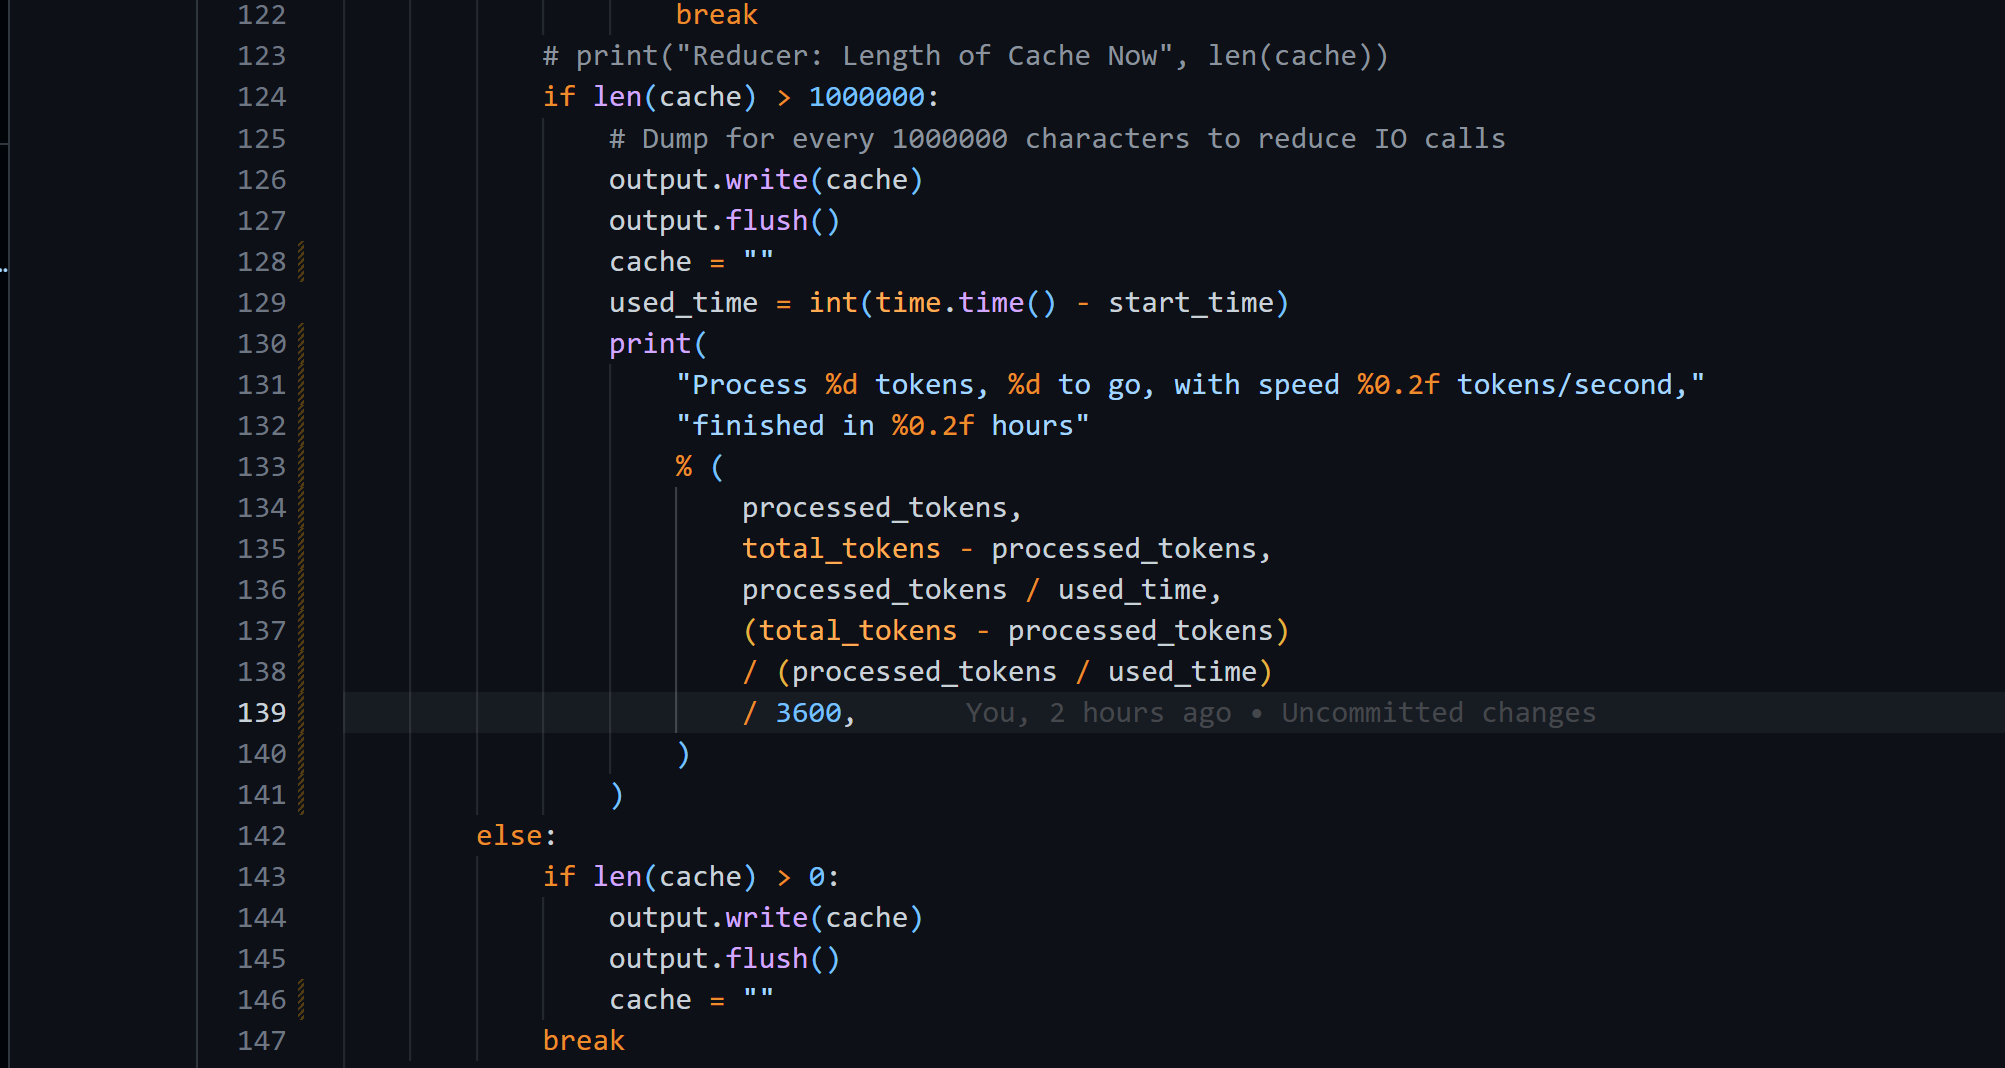 122 break
123 # print("Reducer: Length of Cache Now", len(cache))
124 if len(cache) > 1000000:
125 # Dump for every 1000000 characters to reduce IO calls
126 output.write(cache)
127 output.flush()
128 cache = ""
129 used_time = int(time.time() - start_time)
130 print(
131 "Process %d tokens, %d to go, with speed %0.2f tokens/second,"
132 "finished in %0.2f hours"
133 % (
134 processed_tokens,
135 total_tokens - processed_tokens,
136 processed_tokens / used_time,
137 (total_tokens - processed_tokens)
138 / (processed_tokens / used_time)
139 / 3600, You, 2 hours ago • Uncommitted changes
140 )
141 )
142 else:
143 if len(cache) > 0:
144 output.write(cache)
145 output.flush()
146 cache = ""
147 break